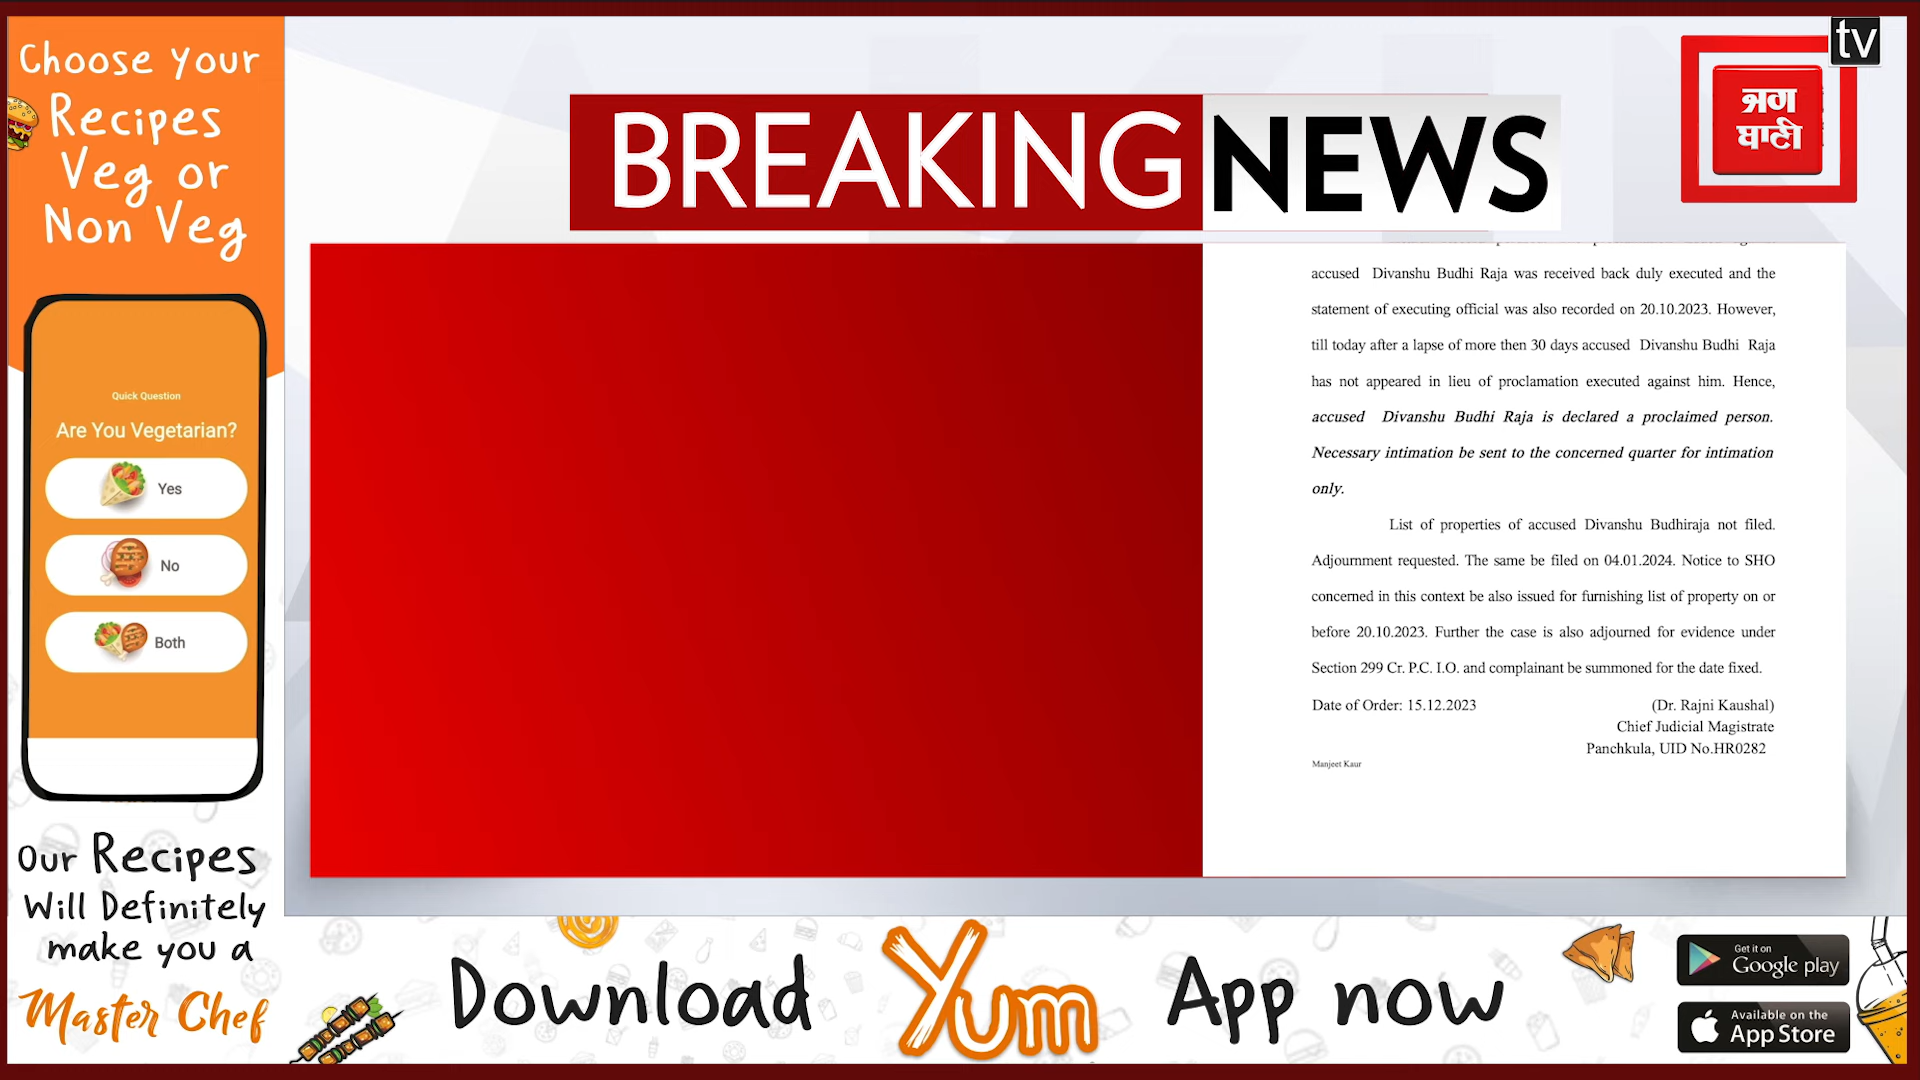 Choose your
Recipes
Veg or
Non Veg
Quick Question
Are You Vegetarian?
Yes
No
Both
Our Recipes
Will Definitely
make you a
Master Chef
BREAKING NEWS
tv
ਜਗ
ਬਾਣੀ
accused Divanshu Budhi Raja was received back duly executed and the
statement of executing official was also recorded on 20.10.2023. However,
till today after a lapse of more then 30 days accused Divanshu Budhi Raja
has not appeared in lieu of proclamation executed against him. Hence,
accused Divanshu Budhi Raja is declared a proclaimed person.
Necessary intimation be sent to the concerned quarter for intimation
only.
List of properties of accused Divanshu Budhiraja not filed.
Adjournment requested. The same be filed on 04.01.2024. Notice to SHO
concerned in this context be also issued for furnishing list of property on or
before 20.10.2023. Further the case is also adjourned for evidence under
Section 299 Cr. P.C. I.O. and complainant be summoned for the date fixed.
Date of Order: 15.12.2023 (Dr. Rajni Kaushal)
Chief Judicial Magistrate
Panchkula, UID No.HR0282
Manjeet Kaur
Download Yum App now
Get it on
Google play
Available on the
App Store